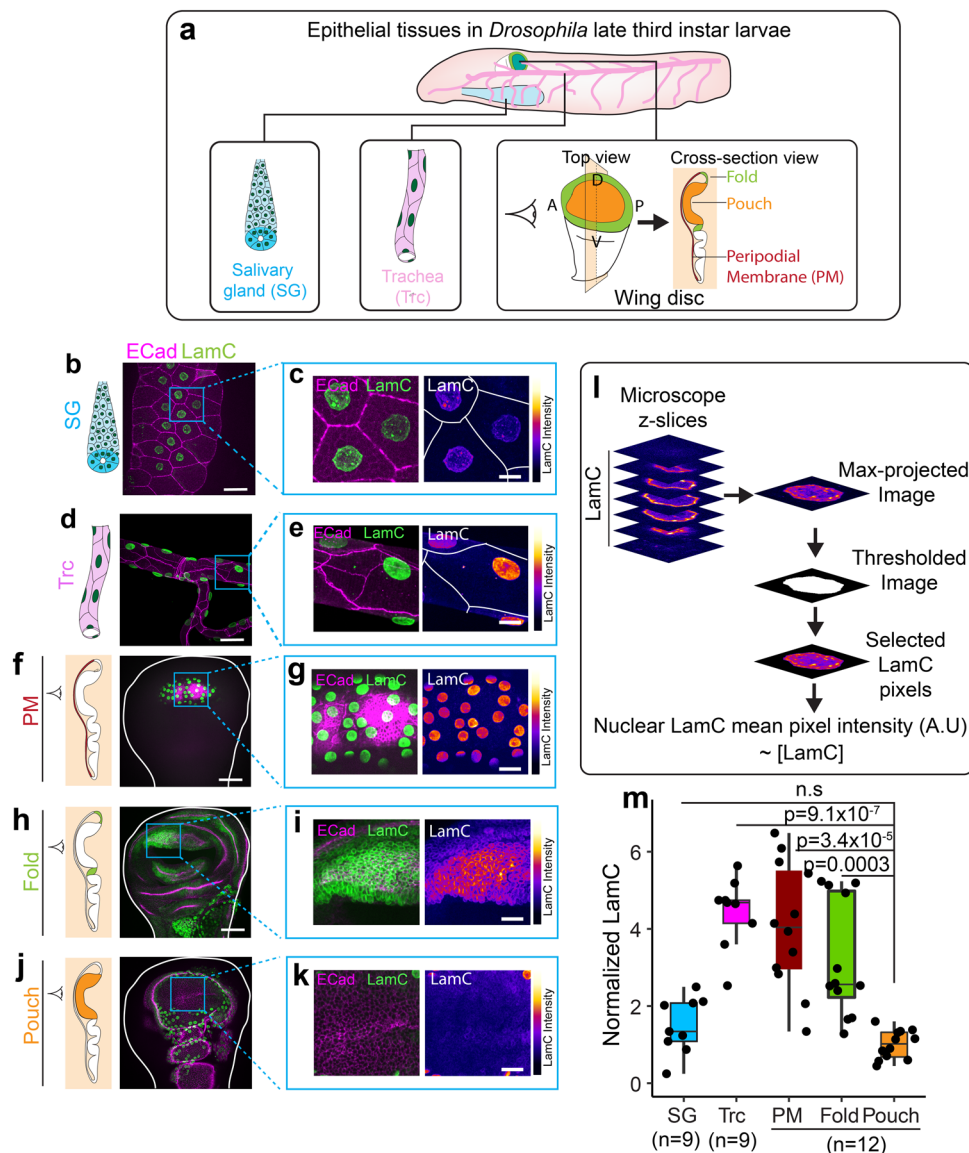 a
Epithelial tissues in Drosophila late third instar larvae
Salivary
gland (SG)
Trachea
(Trc)
Top view
D
A
P
V
Cross-section view
Fold
Pouch
Peripodial
Membrane (PM)
Wing disc
b
SG
ECad LamC
c
ECad LamC
LamC
LamC Intensity
d
Trc
e
ECad LamC
LamC
LamC Intensity
f
PM
g
ECad LamC
LamC
LamC Intensity
h
Fold
i
ECad LamC
LamC
LamC Intensity
j
Pouch
k
ECad LamC
LamC
LamC Intensity
l
Microscope
z-slices
LamC
Max-projected
Image
Thresholded
Image
Selected
LamC
pixels
Nuclear LamC mean pixel intensity (A.U)
~ [LamC]
m
n.s
p=9.1x10⁻⁷
p=3.4x10⁻⁵
p=0.0003
Normalized LamC
6
4
2
0
SG Trc PM Fold Pouch
(n=9) (n=9) (n=12)